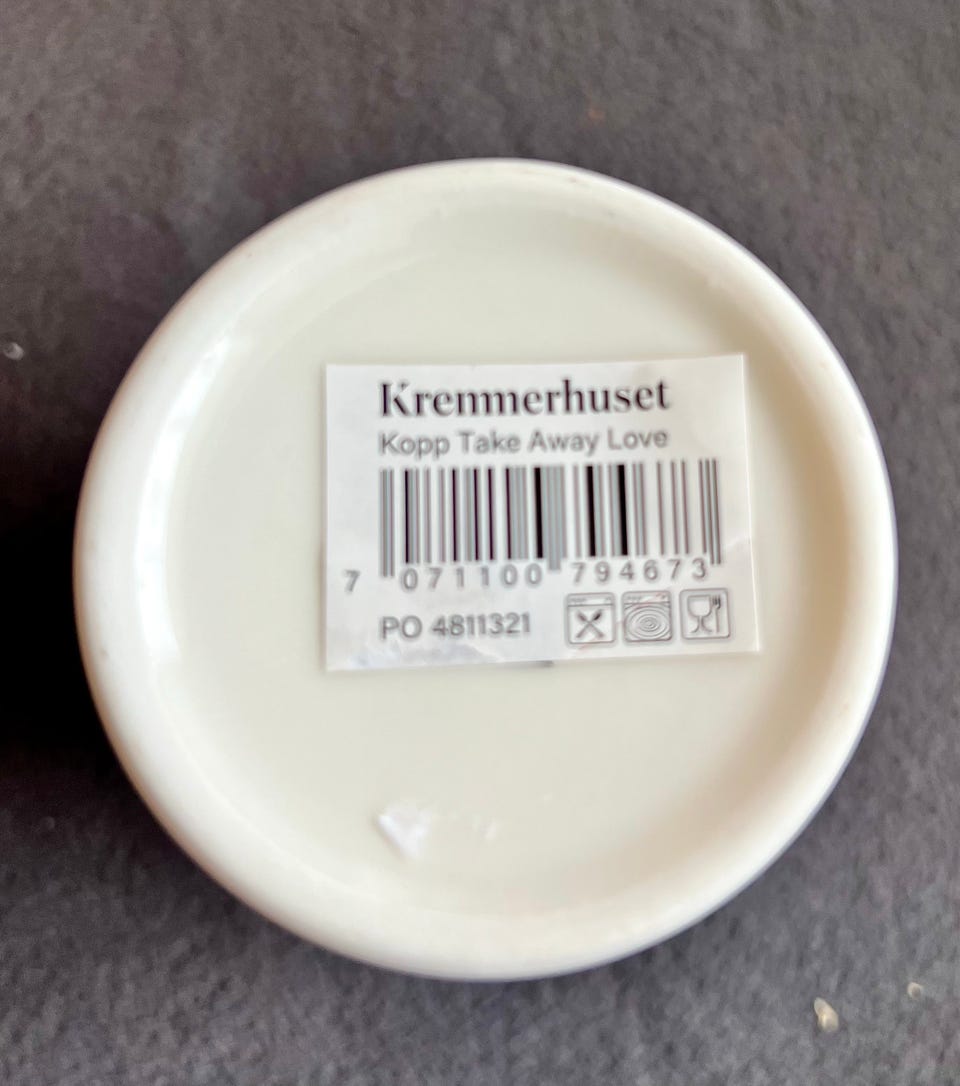 Kremmerhuset
Kopp Take Away Love
7 071100 794673
PO 4811321